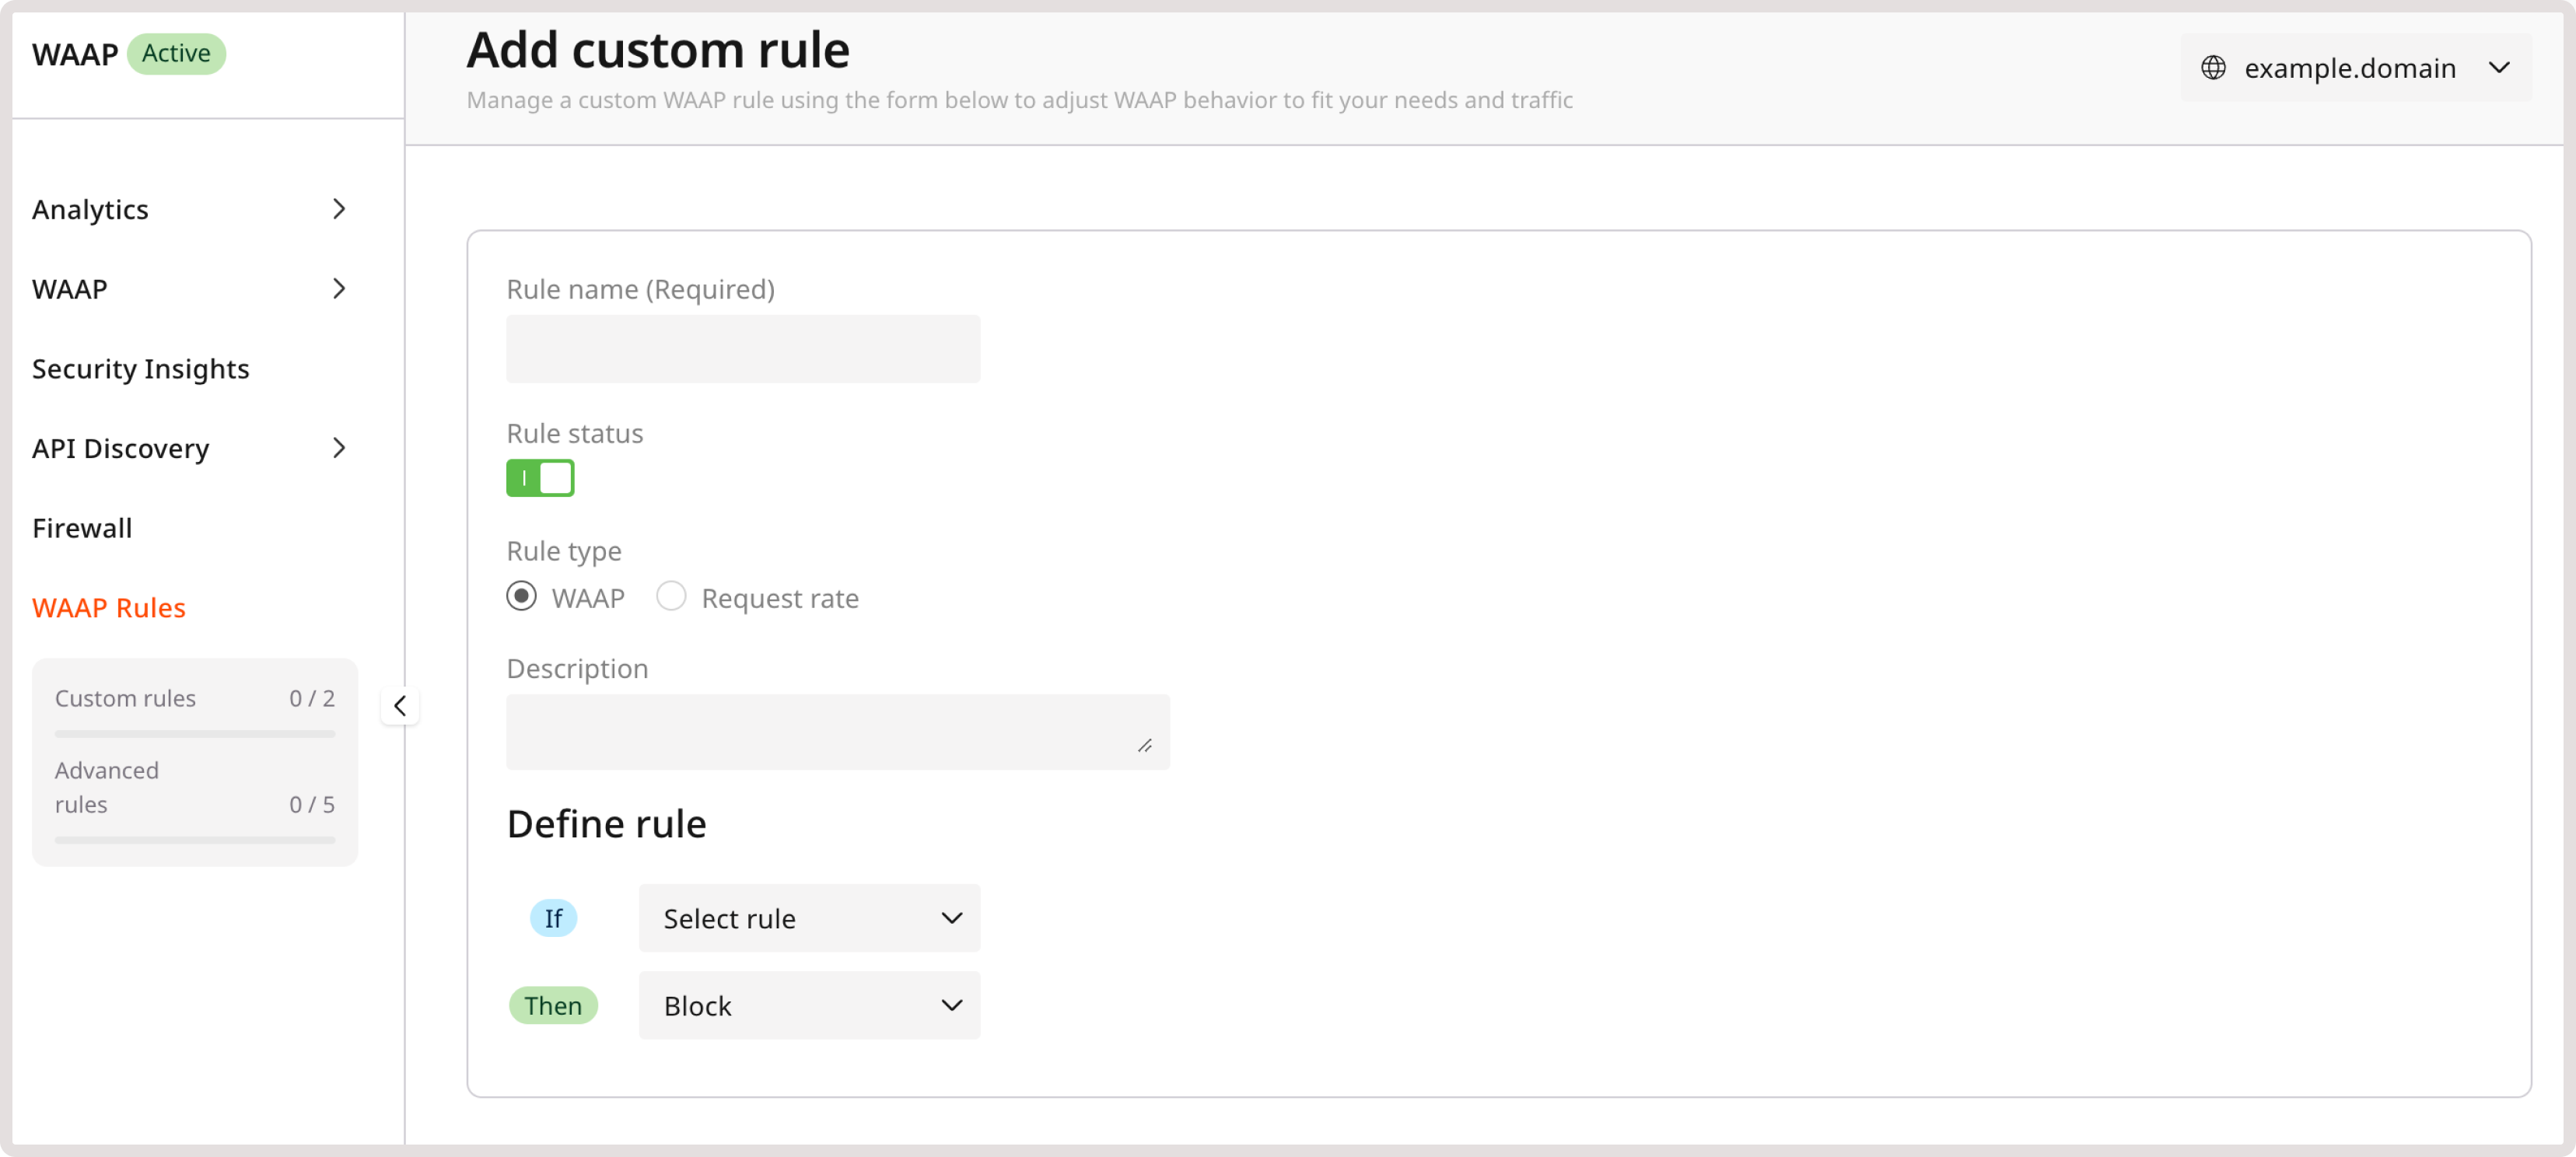 WAAP Active
Analytics
WAAP
Security Insights
API Discovery
Firewall
WAAP Rules
Custom rules 0 / 2
Advanced
rules 0 / 5
Add custom rule
Manage a custom WAAP rule using the form below to adjust WAAP behavior to fit your needs and traffic
example.domain
Rule name (Required)
Rule status
Rule type
WAAP Request rate
Description
Define rule
If Select rule
Then Block